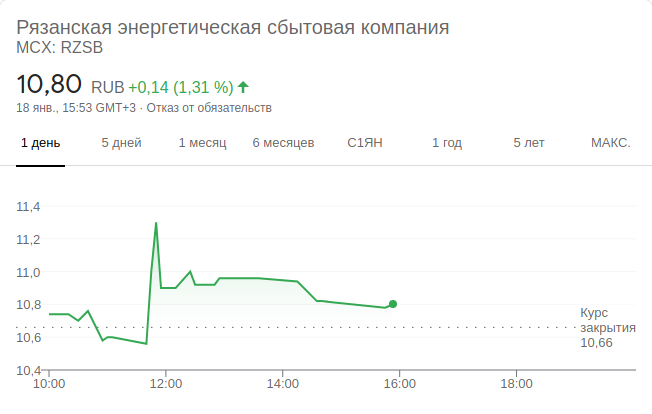 Рязанская энергетическая сбытовая компания
MCX: RZSB
10,80 RUB +0,14 (1,31 %)
18 янв., 15:53 GMT+3 · Отказ от обязательств
1 день 5 дней 1 месяц 6 месяцев С1ЯН 1 год 5 лет МАКС.
11,4
11,2
11,0
10,8
10,6
10,4
Курс
закрытия
10,66
10:00 12:00 14:00 16:00 18:00